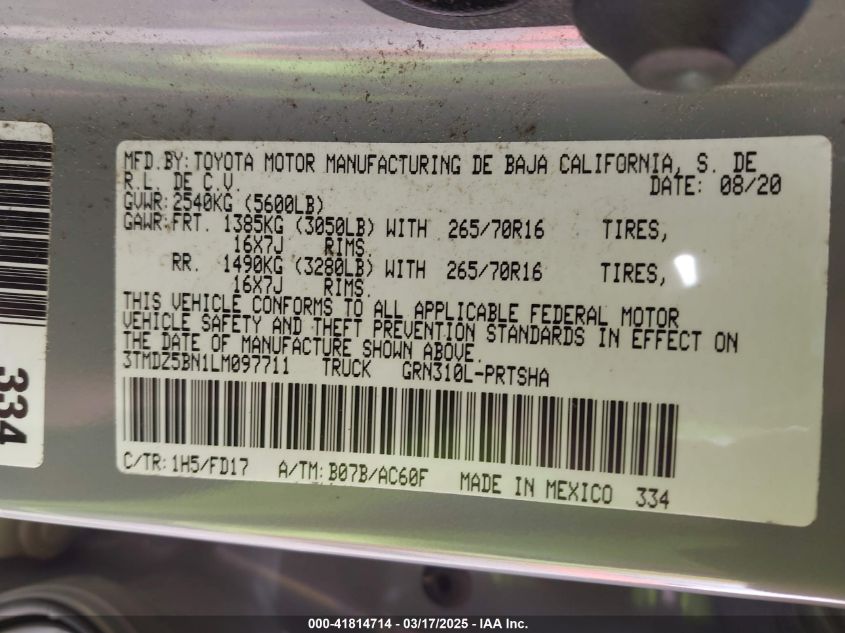 MFD.BY: TOYOTA MOTOR MANUFACTURING DE BAJA CALIFORNIA, S. DE
R.L. DE C.V. DATE: 08/20
GVWR: 2540KG (5600LB)
GAWR: FRT. 1385KG (3050LB) WITH 265/70R16 TIRES,
16X7J RIMS.
RR. 1490KG (3280LB) WITH 265/70R16 TIRES,
16X7J RIMS.
THIS VEHICLE CONFORMS TO ALL APPLICABLE FEDERAL MOTOR
VEHICLE SAFETY AND THEFT PREVENTION STANDARDS IN EFFECT ON
THE DATE OF MANUFACTURE SHOWN ABOVE.
3TMDZ5BN1LM097711 TRUCK GRN310L-PRTSHA
C/TR: 1H5/FD17 A/TM: B07B/AC60F MADE IN MEXICO 334
334
000-41814714 - 03/17/2025 - IAA Inc.